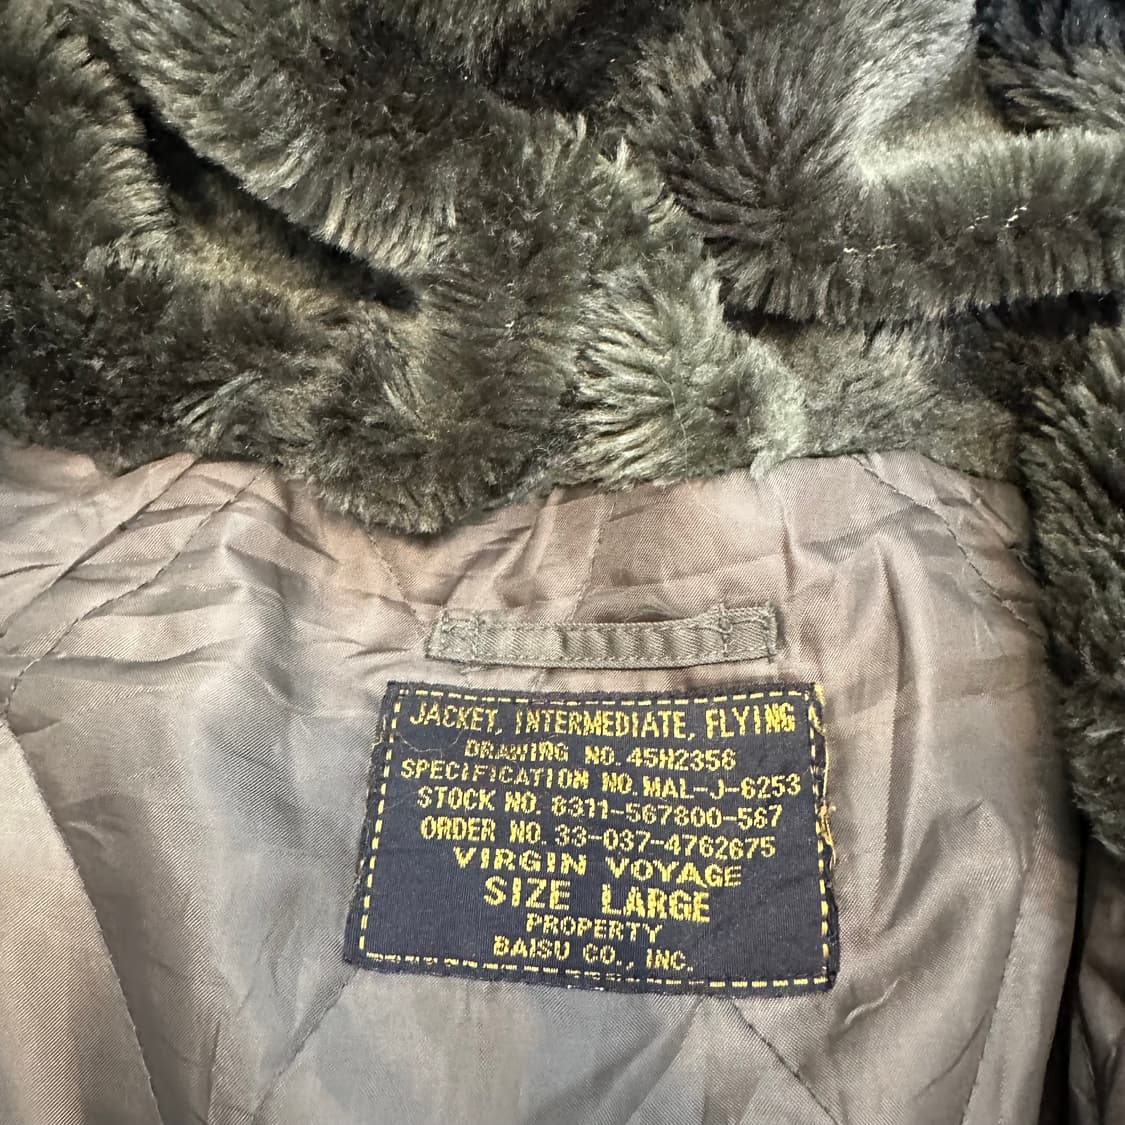 JACKET, INTERMEDIATE, FLYING
DRAWING NO. 45H2356
SPECIFICATION NO. MAL-J-6253
STOCK NO. 8311-567800-567
ORDER NO. 33-037-4762675
VIRGIN VOYAGE
SIZE LARGE
PROPERTY
BAISU CO., INC.